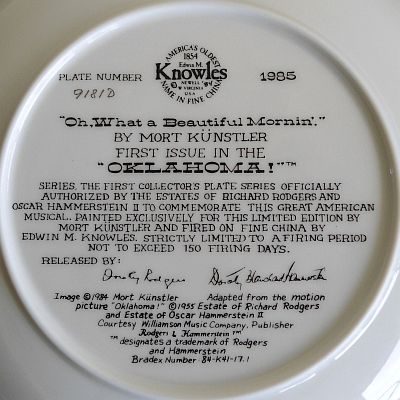 AMERICA'S OLDEST
1854
Edwin M.
Knowles
NEWELL
W VIRGINIA
U.S.A
NAME IN FINE CHINA
PLATE NUMBER 1985
9181D
"Oh, What a Beautiful Mornin',"
BY MORT KÜNSTLER
FIRST ISSUE IN THE
"OKLAHOMA!"™
SERIES. THE FIRST COLLECTOR'S PLATE SERIES OFFICIALLY
AUTHORIZED BY THE ESTATES OF RICHARD RODGERS AND
OSCAR HAMMERSTEIN II TO COMMEMORATE THIS GREAT AMERICAN
MUSICAL. PAINTED EXCLUSIVELY FOR THIS LIMITED EDITION BY
MORT KÜNSTLER AND FIRED ON FINE CHINA BY
EDWIN M. KNOWLES. STRICTLY LIMITED TO A FIRING PERIOD
NOT TO EXCEED 150 FIRING DAYS.
RELEASED BY:
Dorothy Rodgers Dorothy Blanchard Hammerstein
Image ©1984 Mort Künstler Adapted from the motion
picture "Oklahoma!" ©1955 Estate of Richard Rodgers
and Estate of Oscar Hammerstein II
Courtesy Williamson Music Company, Publisher
Rodgers & Hammerstein™
™designates a trademark of Rodgers
and Hammerstein
Bradex Number 84-K41-17.1